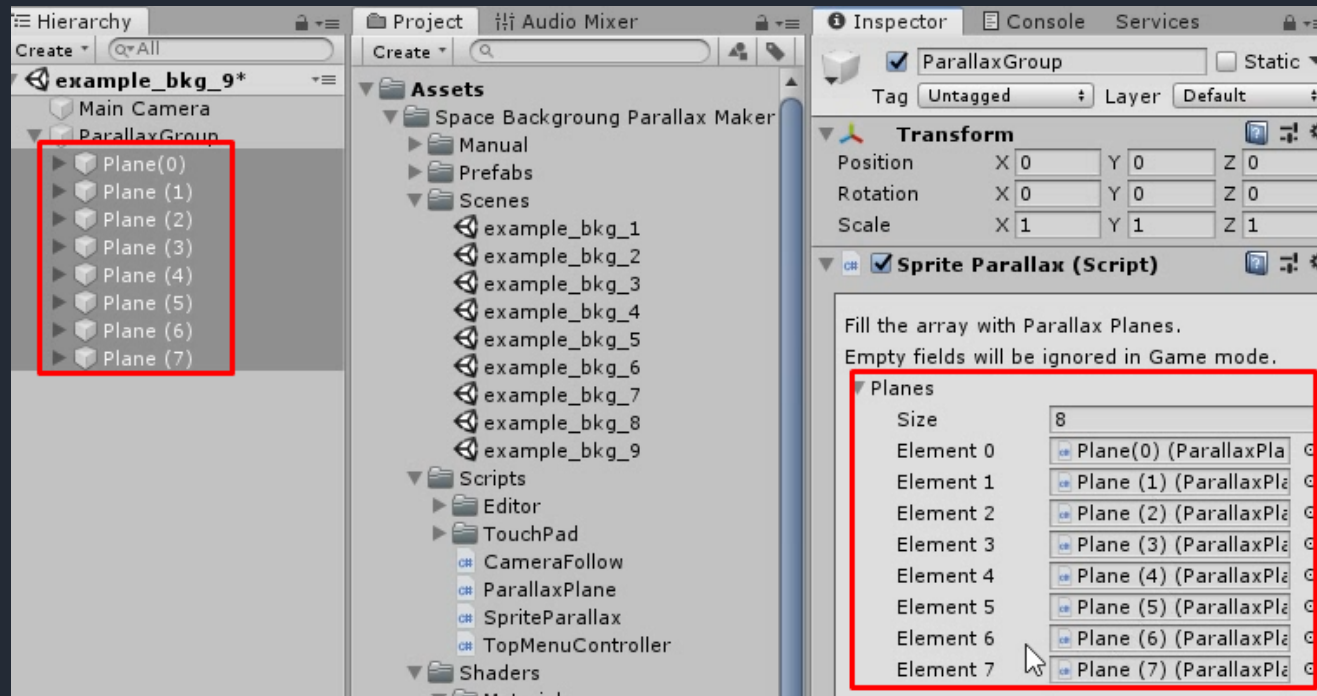 Hierarchy
Create
All
example_bkg_9*
Main Camera
ParallaxGroup
Plane(0)
Plane (1)
Plane (2)
Plane (3)
Plane (4)
Plane (5)
Plane (6)
Plane (7)
Project Audio Mixer
Create
Assets
Space Backgroung Parallax Maker
Manual
Prefabs
Scenes
example_bkg_1
example_bkg_2
example_bkg_3
example_bkg_4
example_bkg_5
example_bkg_6
example_bkg_7
example_bkg_8
example_bkg_9
Scripts
Editor
TouchPad
C# CameraFollow
C# ParallaxPlane
C# SpriteParallax
C# TopMenuController
Shaders
Inspector Console Services
ParallaxGroup Static
Tag Untagged Layer Default
Transform
Position X 0 Y 0 Z 0
Rotation X 0 Y 0 Z 0
Scale X 1 Y 1 Z 1
C# Sprite Parallax (Script)
Fill the array with Parallax Planes.
Empty fields will be ignored in Game mode.
Planes
Size 8
Element 0 Plane(0) (ParallaxPla
Element 1 Plane (1) (ParallaxPla
Element 2 Plane (2) (ParallaxPla
Element 3 Plane (3) (ParallaxPla
Element 4 Plane (4) (ParallaxPla
Element 5 Plane (5) (ParallaxPla
Element 6 Plane (6) (ParallaxPla
Element 7 Plane (7) (ParallaxPla